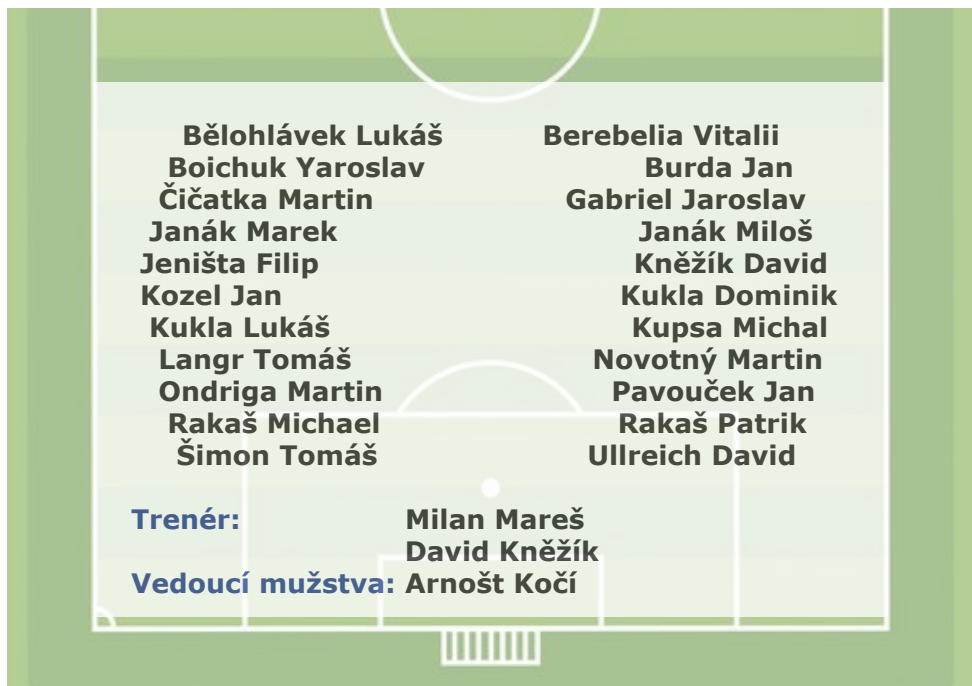 Bělohlávek Lukáš Berebelia Vitalii
Boichuk Yaroslav Burda Jan
Čičatka Martin Gabriel Jaroslav
Janák Marek Janák Miloš
Jeništa Filip Kněžík David
Kozel Jan Kukla Dominik
Kukla Lukáš Kupsa Michal
Langr Tomáš Novotný Martin
Ondriga Martin Pavouček Jan
Rakaš Michael Rakaš Patrik
Šimon Tomáš Ullreich David
Trenér: Milan Mareš
David Kněžík
Vedoucí mužstva: Arnošt Kočí